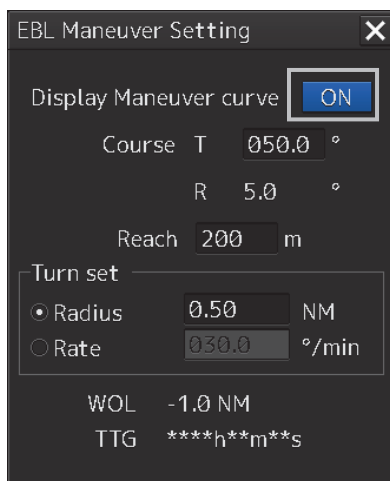 EBL Maneuver Setting
Display Maneuver curve ON
Course T 050.0 °
R 5.0 °
Reach 200 m
Turn set
Radius 0.50 NM
Rate 030.0 °/min
WOL -1.0 NM
TTG ****h**m**s